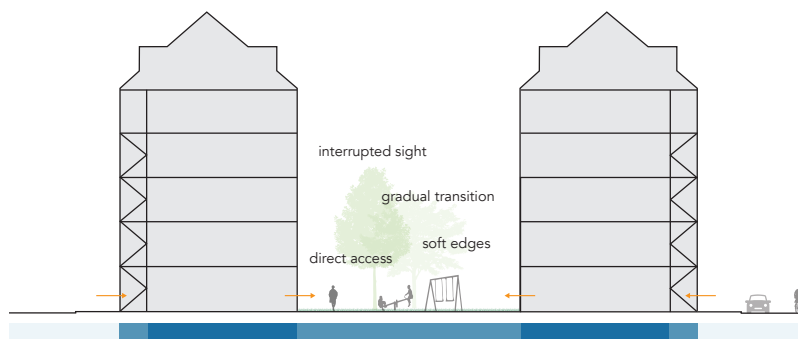 interrupted sight
gradual transition
soft edges
direct access